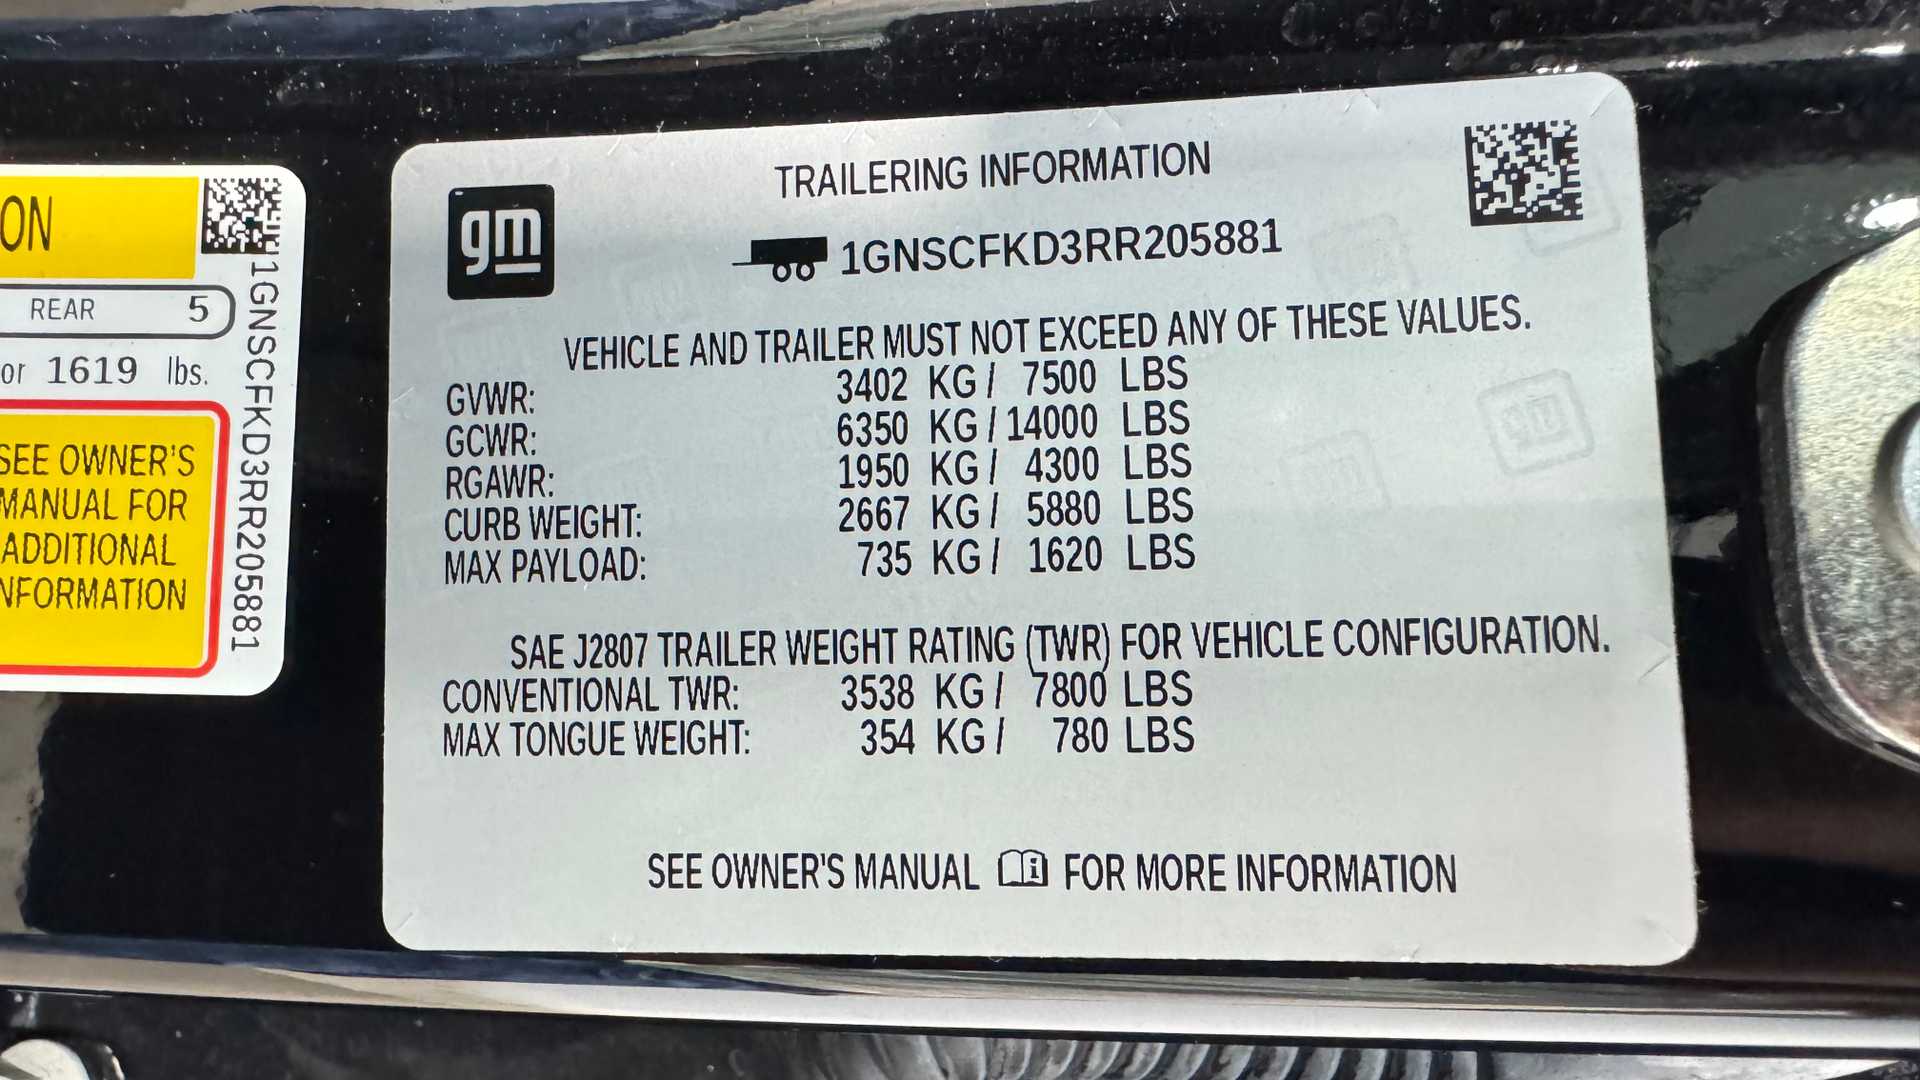 ON
REAR 5
or 1619 lbs.
SEE OWNER'S
MANUAL FOR
ADDITIONAL
NFORMATION
1GNSCFKD3RR205881
gm
TRAILERING INFORMATION
1GNSCFKD3RR205881
VEHICLE AND TRAILER MUST NOT EXCEED ANY OF THESE VALUES.
GVWR: 3402 KG / 7500 LBS
GCWR: 6350 KG / 14000 LBS
RGAWR: 1950 KG / 4300 LBS
CURB WEIGHT: 2667 KG / 5880 LBS
MAX PAYLOAD: 735 KG / 1620 LBS
SAE J2807 TRAILER WEIGHT RATING (TWR) FOR VEHICLE CONFIGURATION.
CONVENTIONAL TWR: 3538 KG / 7800 LBS
MAX TONGUE WEIGHT: 354 KG / 780 LBS
SEE OWNER'S MANUAL i FOR MORE INFORMATION